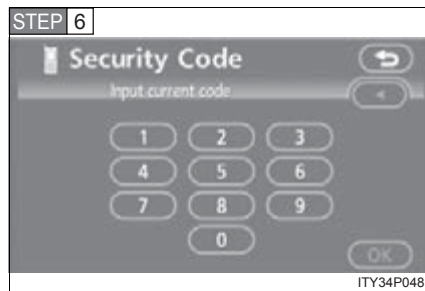 STEP 6
Security Code
Input current code
1 2 3
4 5 6
7 8 9
0
OK
ITY34P048